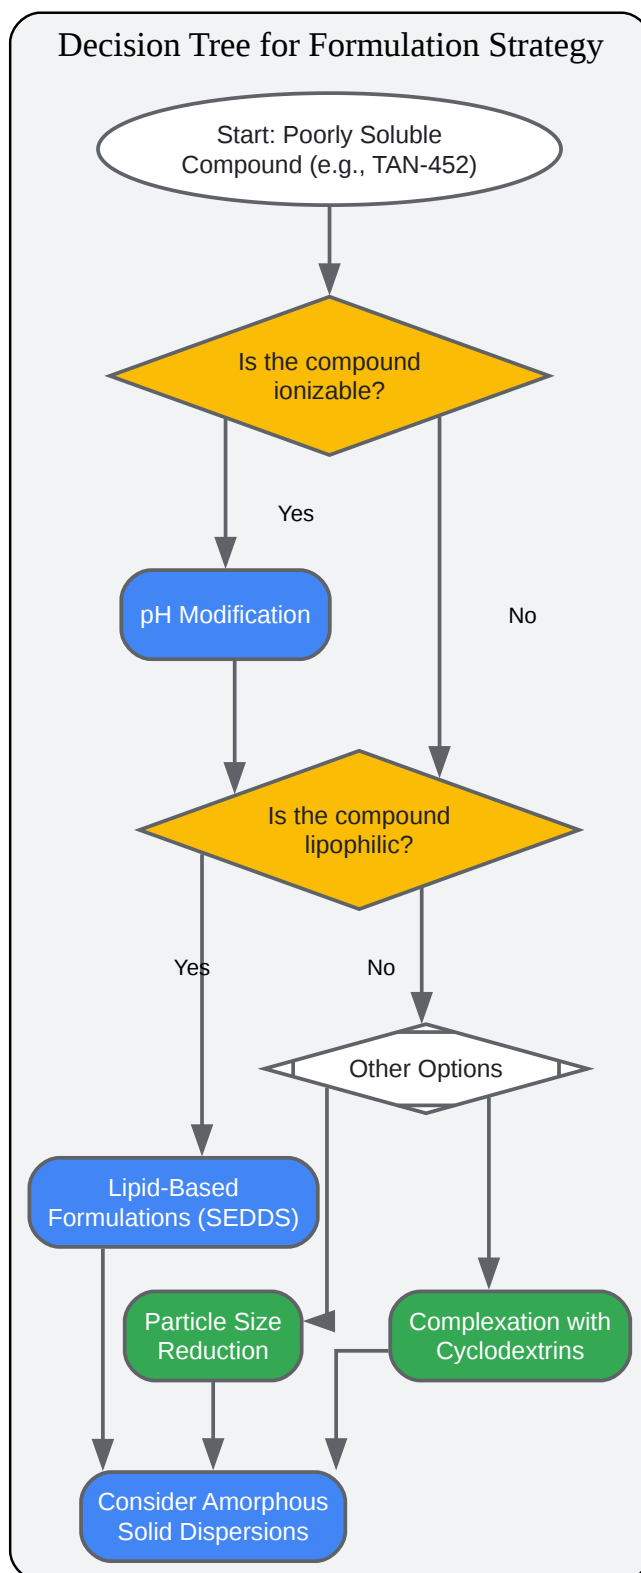 Decision Tree for Formulation Strategy
Start: Poorly Soluble
Compound (e.g., TAN-452)
Is the compound
ionizable?
Yes
pH Modification
No
Is the compound
lipophilic?
Yes
No
Other Options
Lipid-Based
Formulations (SEDDS)
Particle Size
Reduction
Complexation with
Cyclodextrins
Consider Amorphous
Solid Dispersions